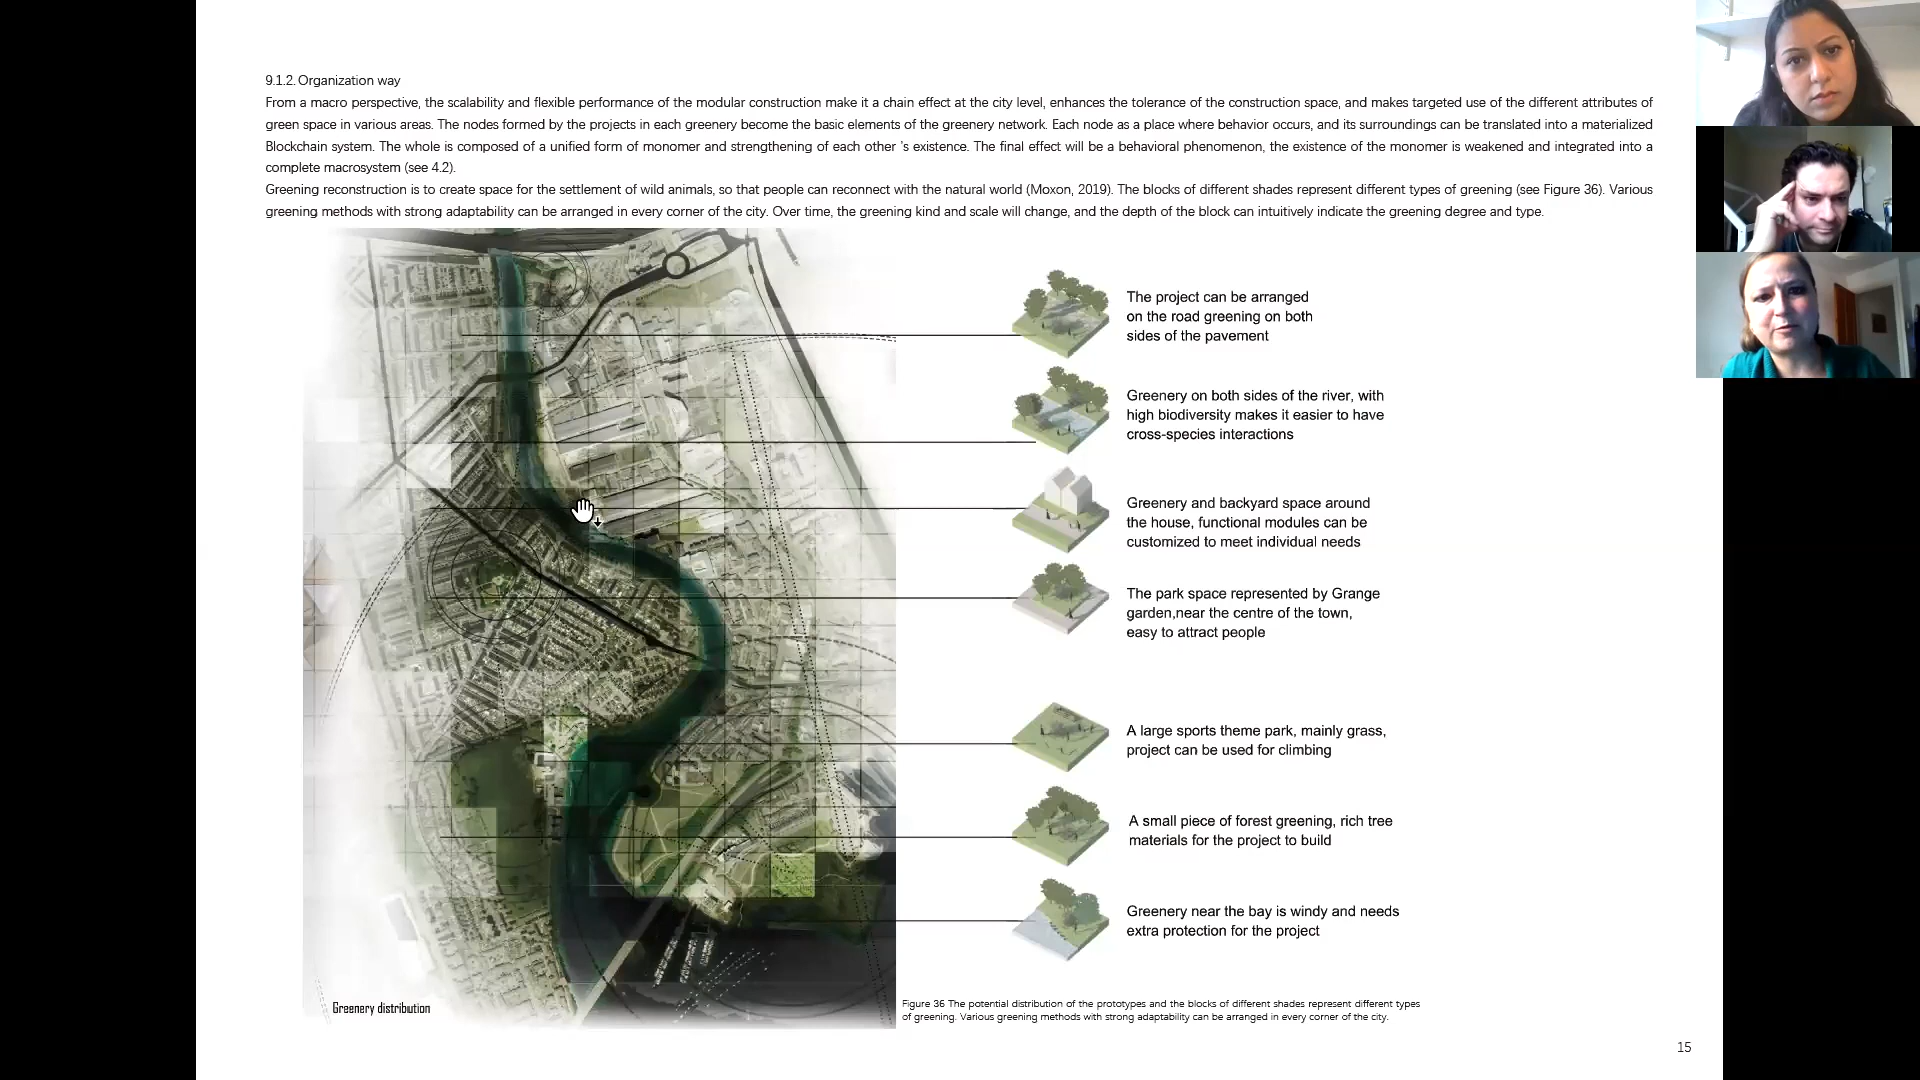 9.1.2. Organization way
From a macro perspective, the scalability and flexible performance of the modular construction make it a chain effect at the city level, enhances the tolerance of the construction space, and makes targeted use of the different attributes of
green space in various areas. The nodes formed by the projects in each greenery become the basic elements of the greenery network. Each node as a place where behavior occurs, and its surroundings can be translated into a materialized
Blockchain system. The whole is composed of a unified form of monomer and strengthening of each other 's existence. The final effect will be a behavioral phenomenon, the existence of the monomer is weakened and integrated into a
complete macrosystem (see 4.2).
Greening reconstruction is to create space for the settlement of wild animals, so that people can reconnect with the natural world (Moxon, 2019). The blocks of different shades represent different types of greening (see Figure 36). Various
greening methods with strong adaptability can be arranged in every corner of the city. Over time, the greening kind and scale will change, and the depth of the block can intuitively indicate the greening degree and type.
The project can be arranged
on the road greening on both
sides of the pavement
Greenery on both sides of the river, with
high biodiversity makes it easier to have
cross-species interactions
Greenery and backyard space around
the house, functional modules can be
customized to meet individual needs
The park space represented by Grange
garden,near the centre of the town,
easy to attract people
A large sports theme park, mainly grass,
project can be used for climbing
A small piece of forest greening, rich tree
materials for the project to build
Greenery near the bay is windy and needs
extra protection for the project
Greenery distribution
Figure 36 The potential distribution of the prototypes and the blocks of different shades represent different types
of greening. Various greening methods with strong adaptability can be arranged in every corner of the city.
15